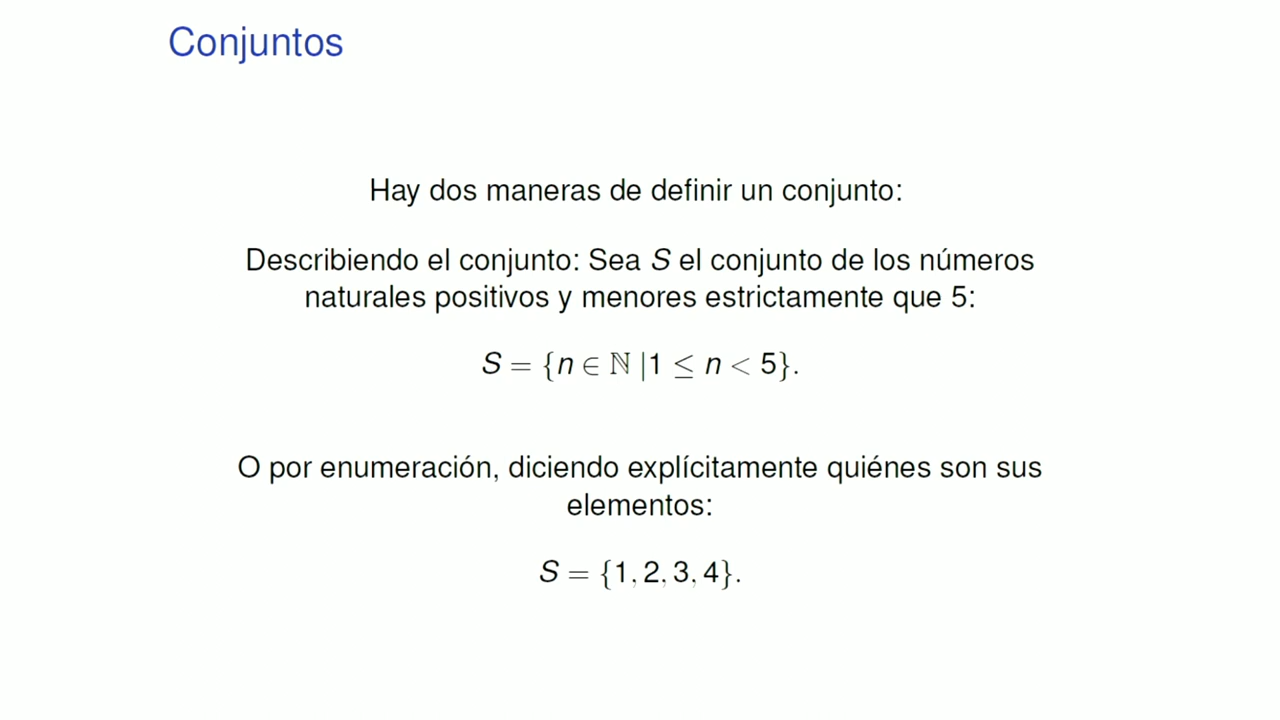 Conjuntos
Hay dos maneras de definir un conjunto:
Describiendo el conjunto: Sea S el conjunto de los números
naturales positivos y menores estrictamente que 5:
S = {n ∈ ℕ |1 ≤ n < 5}.
O por enumeración, diciendo explícitamente quiénes son sus
elementos:
S = {1, 2, 3, 4}.